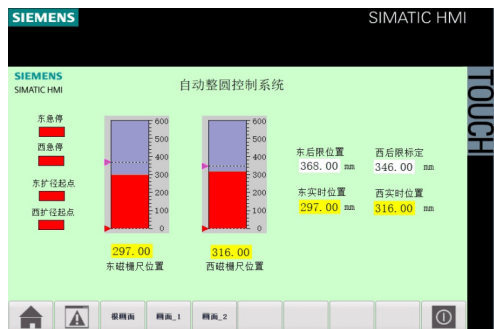 SIEMENS
SIMATIC HMI
TOUCH
SIEMENS
SIMATIC HMI
自动整圆控制系统
东急停
西急停
东扩径起点
西扩径起点
600
500
400
300
200
100
0
600
500
400
300
200
100
0
297.00
东磁栅尺位置
316.00
西磁栅尺位置
东后限位置
368.00 mm
西后限标定
346.00 mm
东实时位置
297.00 mm
西实时位置
316.00 mm
根画面
画面_1
画面_2